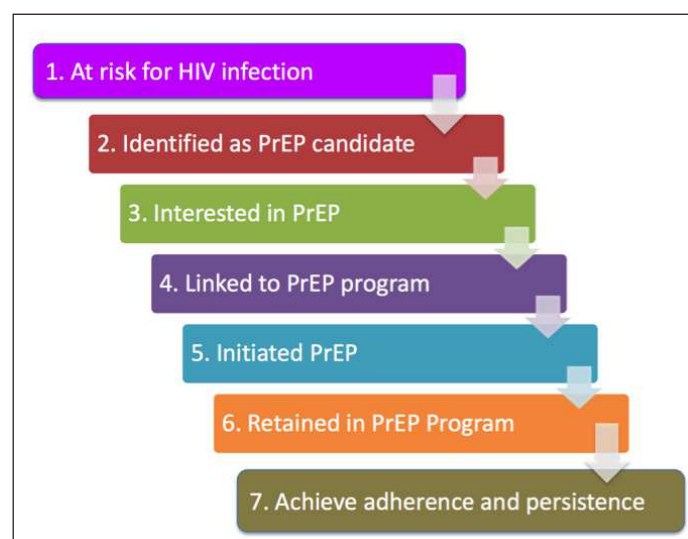 1. At risk for HIV infection
2. Identified as PrEP candidate
3. Interested in PrEP
4. Linked to PrEP program
5. Initiated PrEP
6. Retained in PrEP Program
7. Achieve adherence and persistence